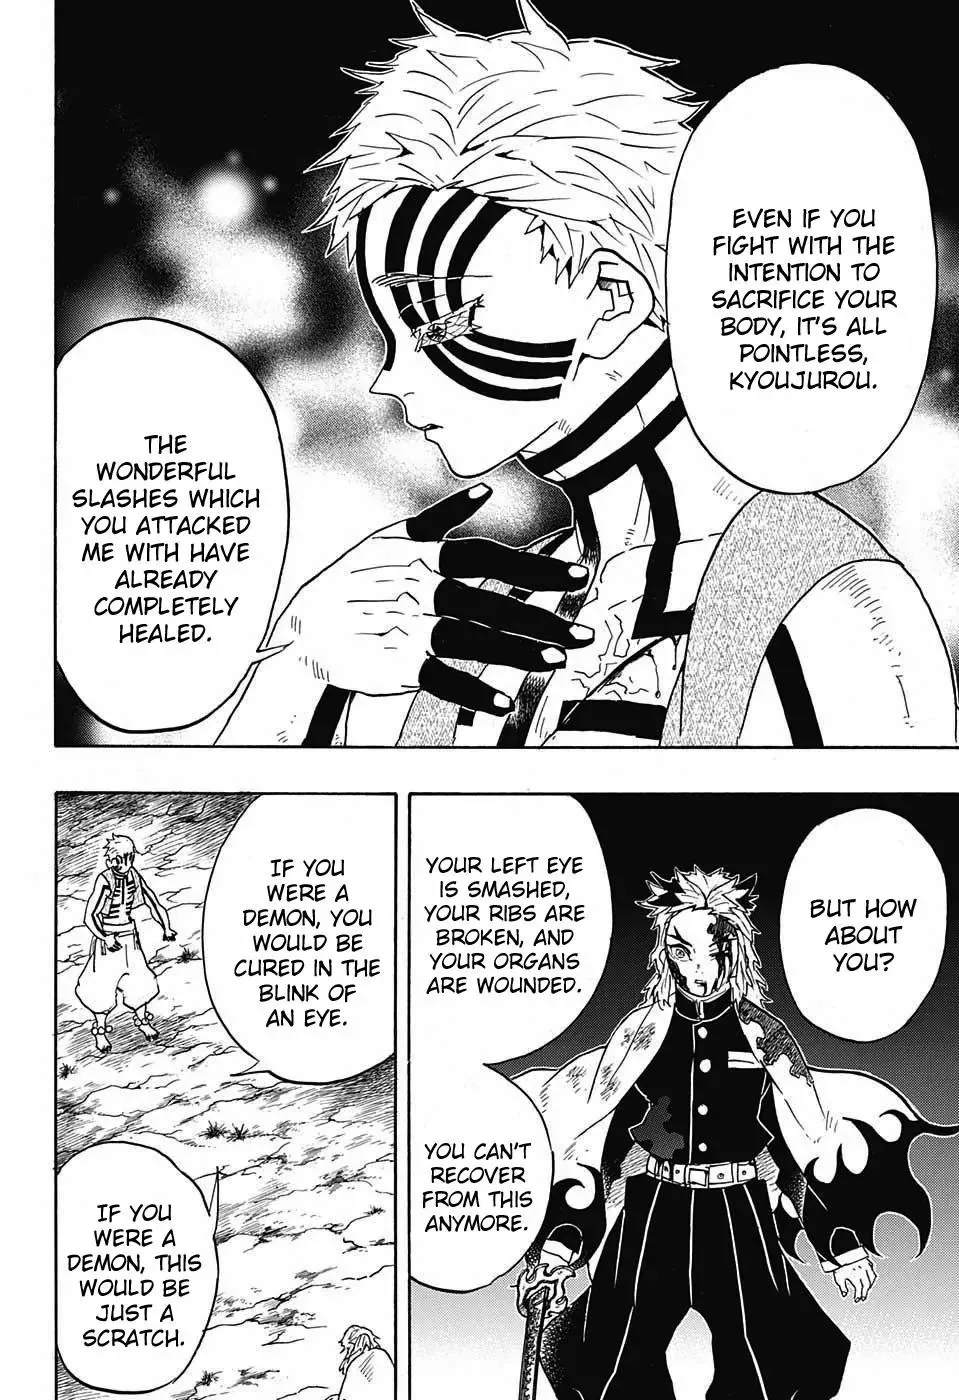 EVEN IF YOU
FIGHT WITH THE
INTENTION TO
SACRIFICE YOUR
BODY, IT'S ALL
POINTLESS,
KYOUJUROU.
THE
WONDERFUL
SLASHES WHICH
YOU ATTACKED
ME WITH HAVE
ALREADY
COMPLETELY
HEALED.
BUT HOW
ABOUT
YOU?
YOUR LEFT EYE
IS SMASHED,
YOUR RIBS ARE
BROKEN, AND
YOUR ORGANS
ARE WOUNDED.
YOU CAN'T
RECOVER
FROM THIS
ANYMORE.
IF YOU
WERE A
DEMON, YOU
WOULD BE
CURED IN THE
BLINK OF
AN EYE.
IF YOU
WERE A
DEMON, THIS
WOULD BE
JUST A
SCRATCH.